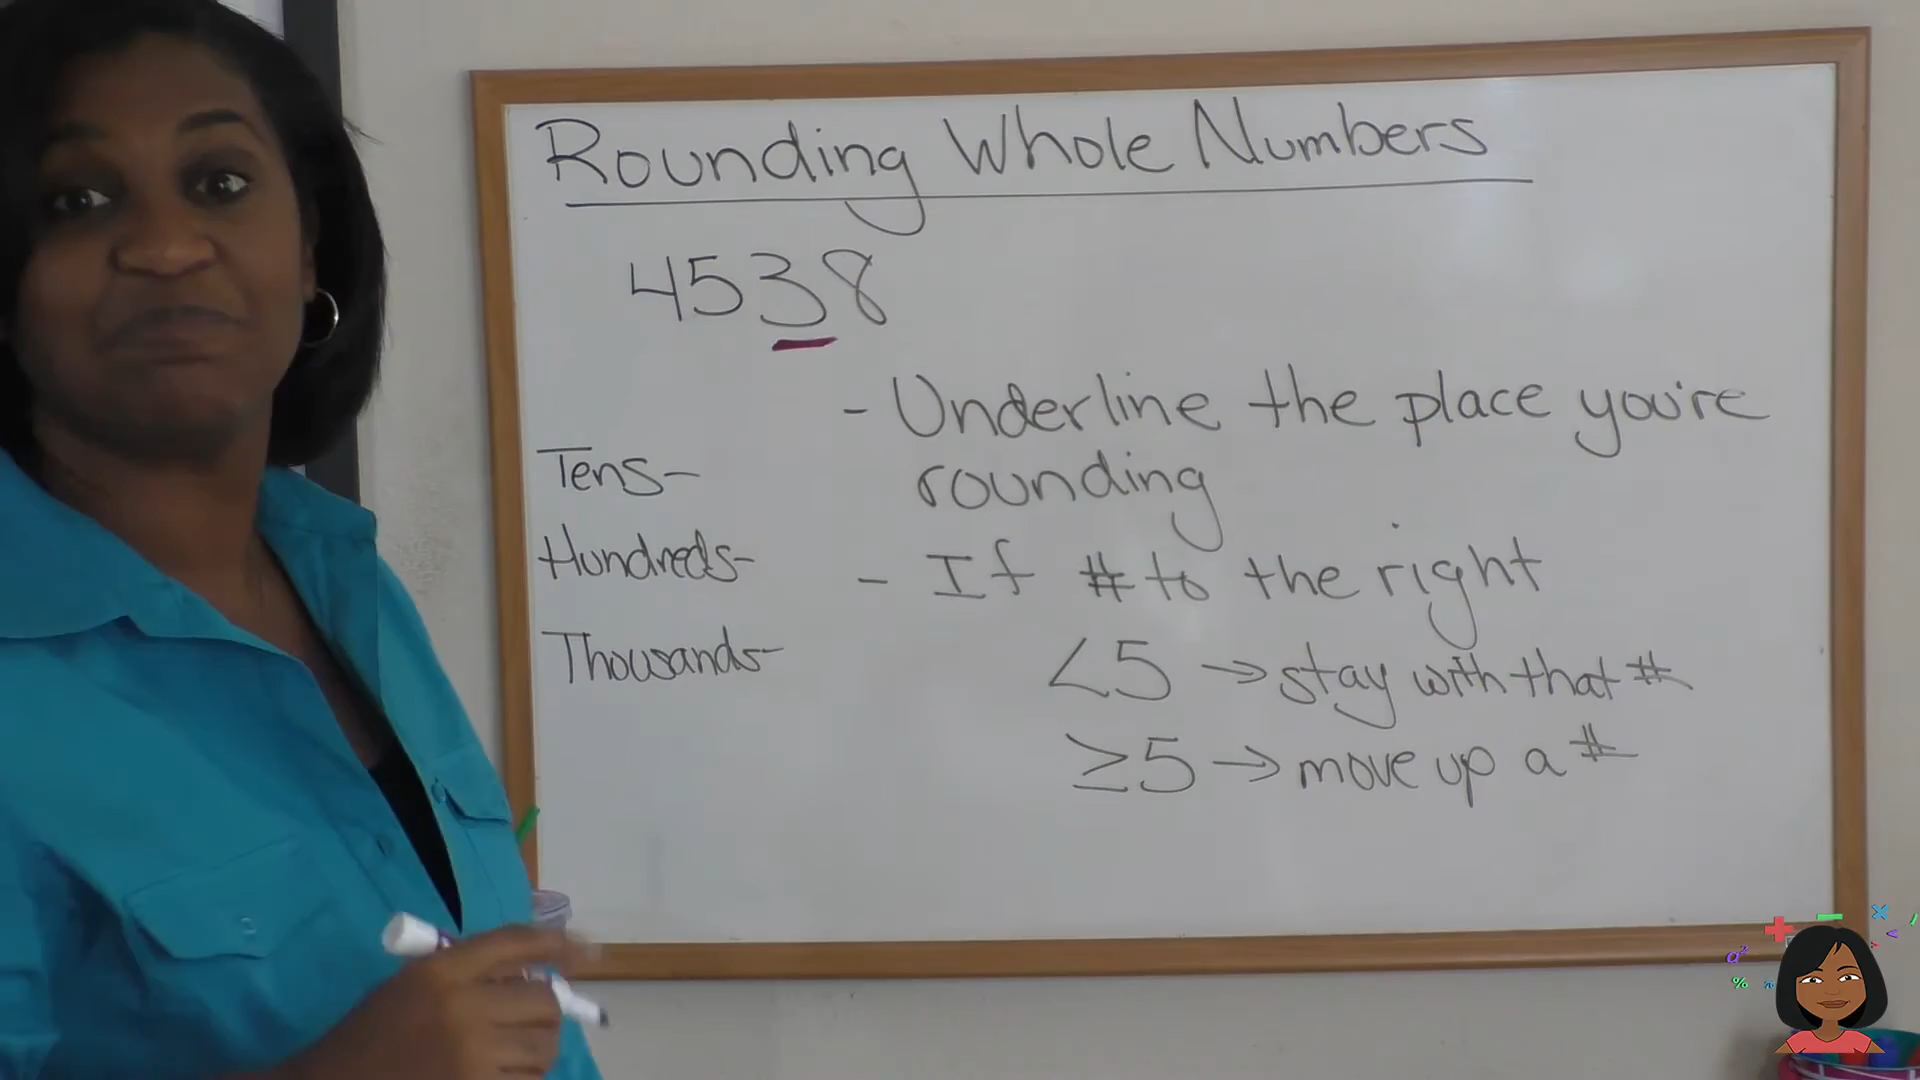 Rounding Whole Numbers
4538
- Underline the place you're
rounding
Tens-
Hundreds-
Thousands-
- If # to the right
<5 → stay with that #
≥5 → move up a #